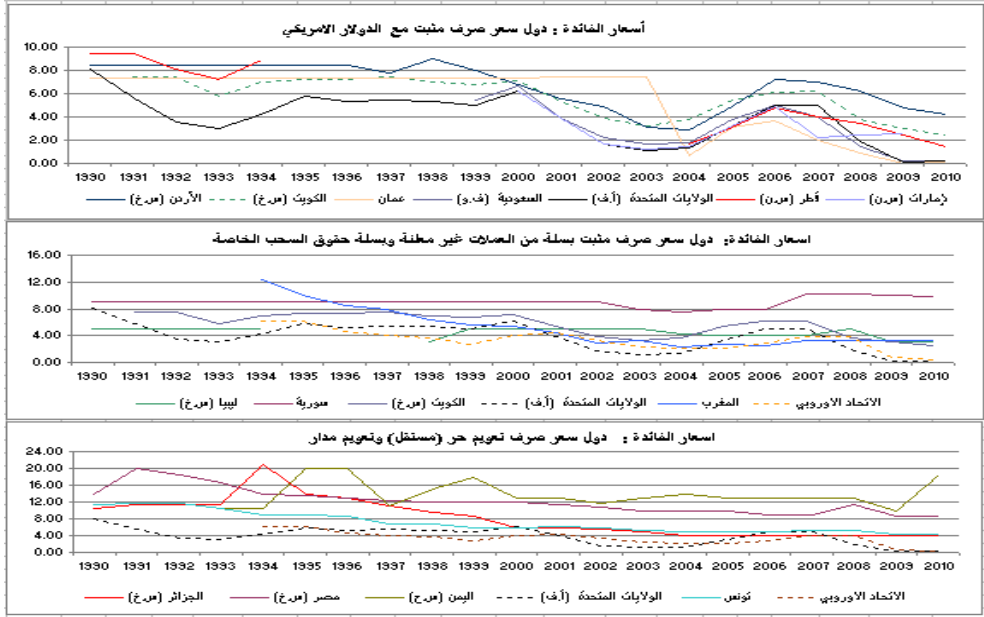 أسعار الفائدة : دول سعر صرف مثبت مع الدولار الامريكي
10.00
8.00
6.00
4.00
2.00
0.00
1990 1991 1992 1993 1994 1995 1996 1997 1998 1999 2000 2001 2002 2003 2004 2005 2006 2007 2008 2009 2010
الأردن (س.خ) الكويت (س.خ) عمان السعودية (ف.و) الولايات المتحدة (أ.ف) قطر (س.ن) لإمارات (س.ن)
اسعار الفائدة: دول سعر صرف مثبت بسلة من العملات غير معلنة وبسلة حقوق السحب الخاصة
16.00
12.00
8.00
4.00
0.00
1990 1991 1992 1993 1994 1995 1996 1997 1998 1999 2000 2001 2002 2003 2004 2005 2006 2007 2008 2009 2010
ليبيا (س.خ) سورية الكويت (س.خ) الولايات المتحدة (أ.ف) المغرب الاتحاد الاوروبي
اسعار الفائدة : دول سعر صرف تعويم حر (مستقل) وتعويم مدار
24.00
20.00
16.00
12.00
8.00
4.00
0.00
1990 1991 1992 1993 1994 1995 1996 1997 1998 1999 2000 2001 2002 2003 2004 2005 2006 2007 2008 2009 2010
الجزائر (س.خ) مصر (س.خ) اليمن (س.ح) الولايات المتحدة (أ.ف) تونس الاتحاد الاوروبي